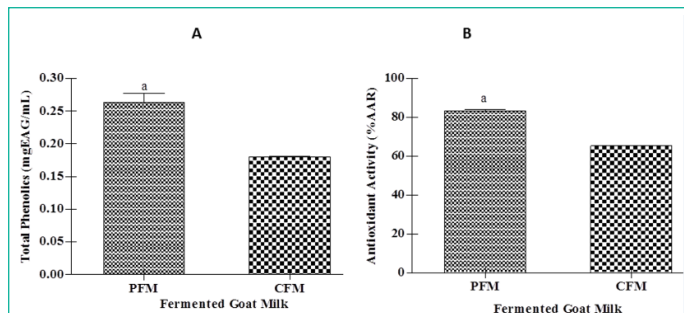 A
Total Phenolics (mgEAG/mL)
0.30
0.25
0.20
0.15
0.10
0.05
0.00
a
PFM CFM
Fermented Goat Milk
B
Antioxidant Activity (%AAR)
100
80
60
40
20
0
a
PFM CFM
Fermented Goat Milk